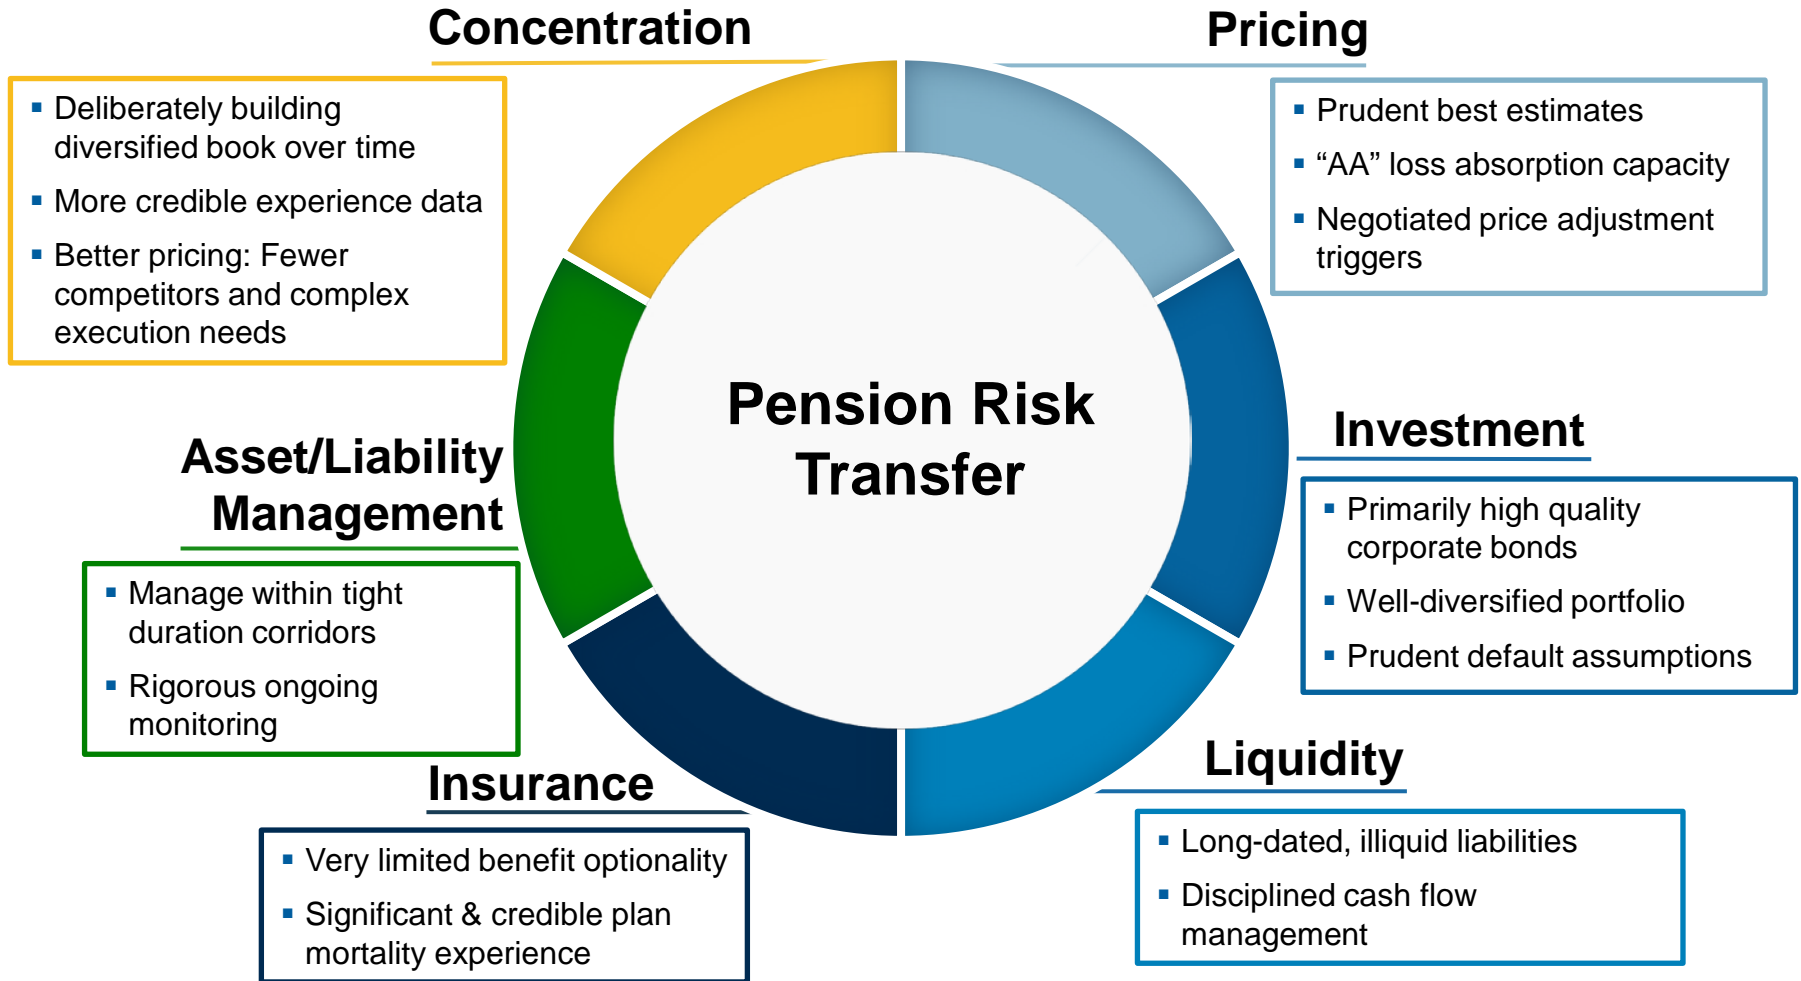 Concentration
▪ Deliberately building
diversified book over time
▪ More credible experience data
▪ Better pricing: Fewer
competitors and complex
execution needs
Pricing
▪ Prudent best estimates
▪ “AA” loss absorption capacity
▪ Negotiated price adjustment
triggers
Pension Risk
Transfer
Asset/Liability
Management
▪ Manage within tight
duration corridors
▪ Rigorous ongoing
monitoring
Investment
▪ Primarily high quality
corporate bonds
▪ Well-diversified portfolio
▪ Prudent default assumptions
Insurance
▪ Very limited benefit optionality
▪ Significant & credible plan
mortality experience
Liquidity
▪ Long-dated, illiquid liabilities
▪ Disciplined cash flow
management